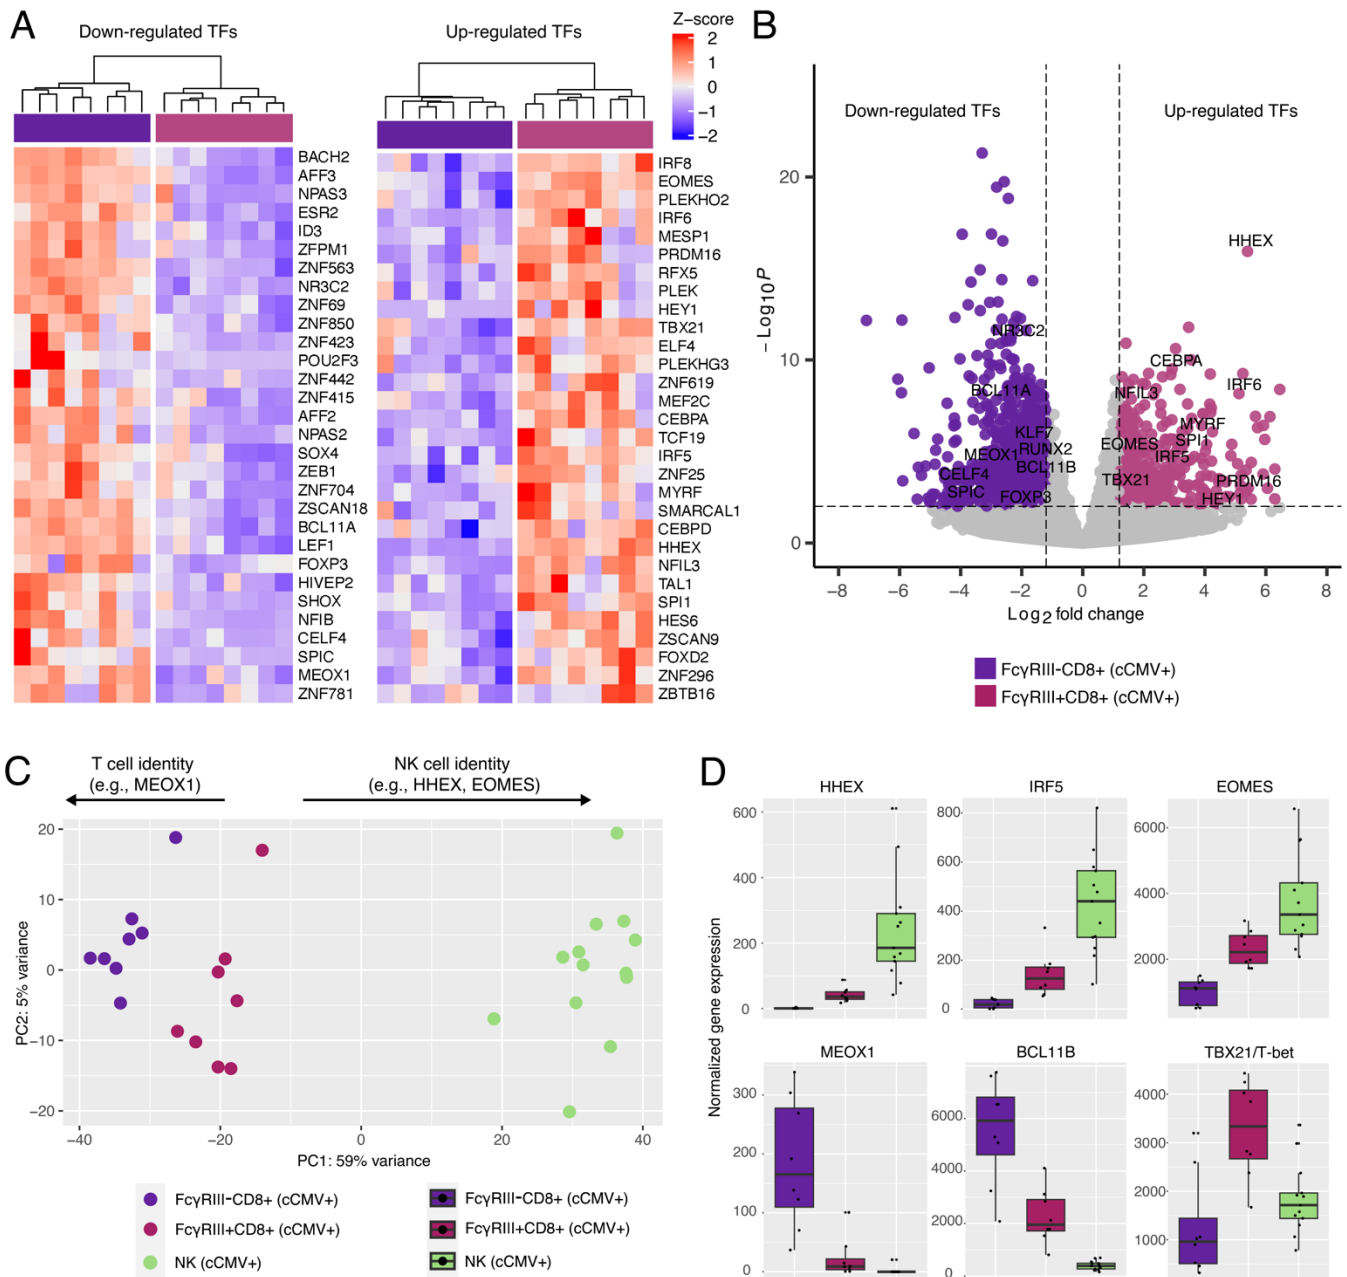 A
Down-regulated TFs
Up-regulated TFs
Z-score
2
1
0
−1
−2
BACH2
AFF3
NPAS3
ESR2
ID3
ZFPM1
ZNF563
NR3C2
ZNF69
ZNF850
ZNF423
POU2F3
ZNF442
ZNF415
AFF2
NPAS2
SOX4
ZEB1
ZNF704
ZSCAN18
BCL11A
LEF1
FOXP3
HIVEP2
SHOX
NFIB
CELF4
SPIC
MEOX1
ZNF781
IRF8
EOMES
PLEKHO2
IRF6
MESP1
PRDM16
RFX5
PLEK
HEY1
TBX21
ELF4
PLEKHG3
ZNF619
MEF2C
CEBPA
TCF19
IRF5
ZNF25
MYRF
SMARCAL1
CEBPD
HHEX
NFIL3
TAL1
SPI1
HES6
ZSCAN9
FOXD2
ZNF296
ZBTB16
B
Down-regulated TFs
Up-regulated TFs
− Log10 P
20
10
0
HHEX
NR3C2
CEBPA
IRF6
BCL11A
NFIL3
KLF7
MYRF
MEOX1
RUNX2
EOMES
SPI1
BCL11B
IRF5
CELF4
TBX21
PRDM16
SPIC
FOXP3
HEY1
−8
−6
−4
−2
0
2
4
6
8
Log2 fold change
FcγRIII-CD8+ (cCMV+)
FcγRIII+CD8+ (cCMV+)
C
T cell identity
(e.g., MEOX1)
NK cell identity
(e.g., HHEX, EOMES)
PC2: 5% variance
20
10
0
−10
−20
−40
−20
0
20
40
PC1: 59% variance
FcγRIII-CD8+ (cCMV+)
FcγRIII+CD8+ (cCMV+)
NK (cCMV+)
FcγRIII-CD8+ (cCMV+)
FcγRIII+CD8+ (cCMV+)
NK (cCMV+)
D
Normalized gene expression
HHEX
600
400
200
0
IRF5
800
600
400
200
0
EOMES
6000
4000
2000
MEOX1
300
200
100
0
BCL11B
6000
4000
2000
0
TBX21/T-bet
4000
3000
2000
1000